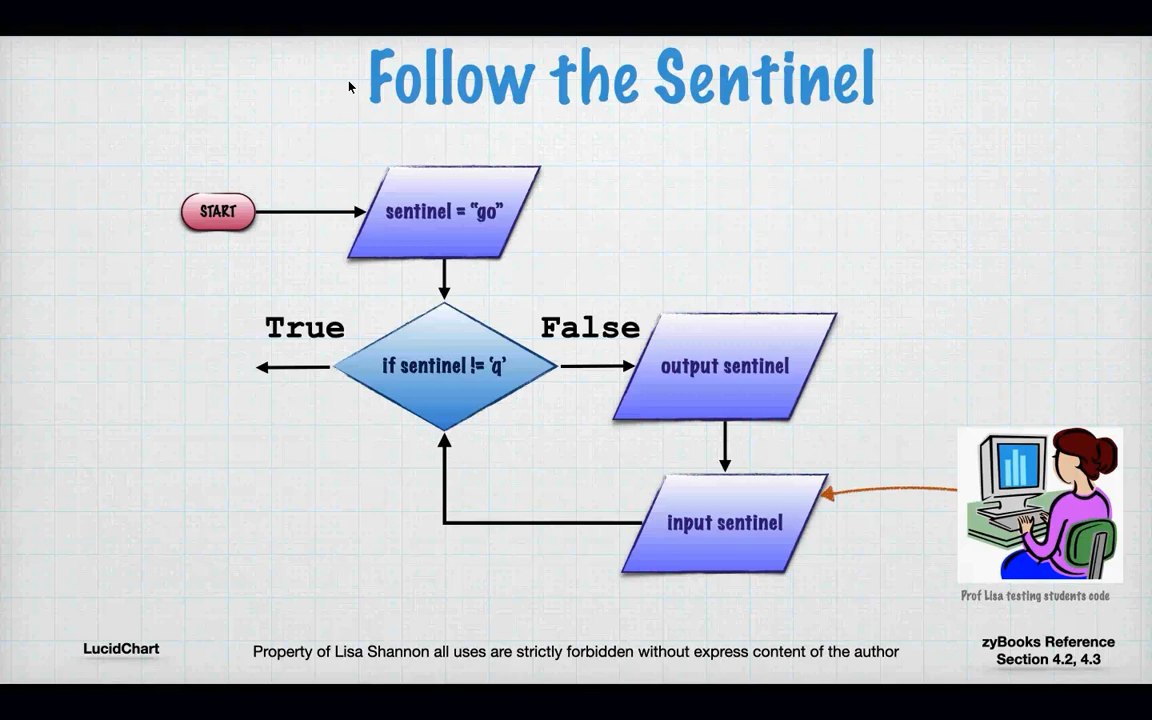 Follow the Sentinel
START
sentinel = “go”
True
False
if sentinel != ‘q’
output sentinel
input sentinel
Prof Lisa testing students code
LucidChart
Property of Lisa Shannon all uses are strictly forbidden without express content of the author
zyBooks Reference
Section 4.2, 4.3